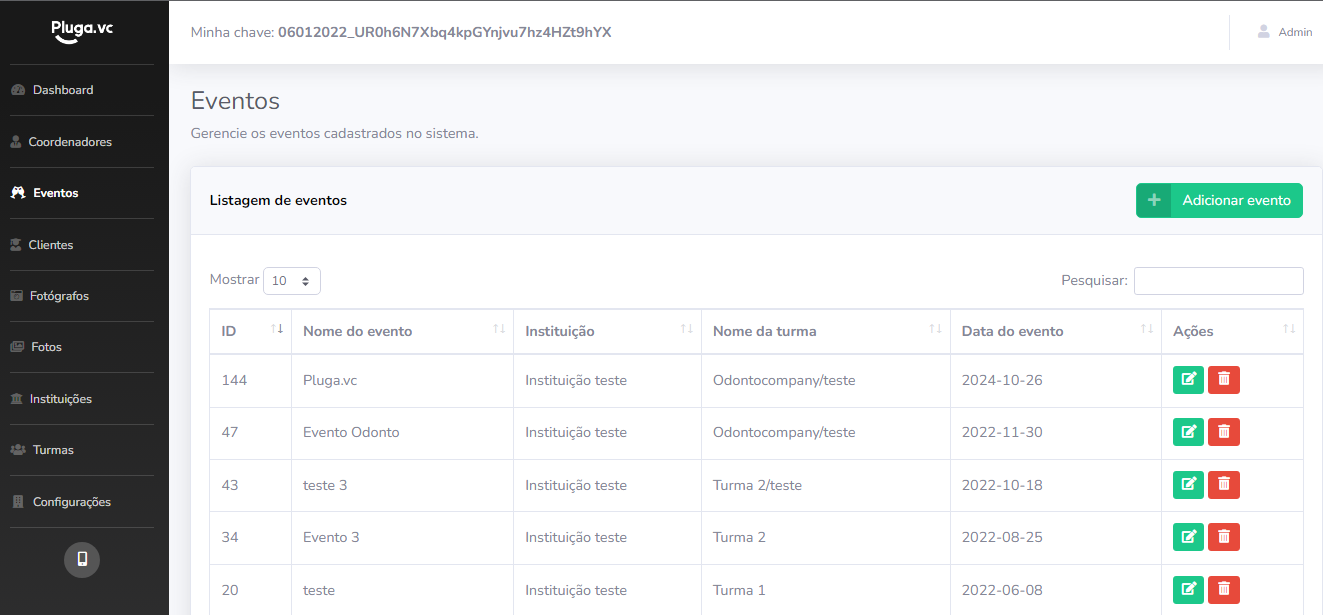 Pluga.vc
Minha chave: 06012022_UR0h6N7Xbq4kpGYnjvu7hz4HZt9hYX
Admin
Dashboard
Coordenadores
Eventos
Clientes
Fotógrafos
Fotos
Instituições
Turmas
Configurações
Eventos
Gerencie os eventos cadastrados no sistema.
Listagem de eventos
Adicionar evento
Mostrar 10
Pesquisar:
ID Nome do evento Instituição Nome da turma Data do evento Ações
144 Pluga.vc Instituição teste Odontocompany/teste 2024-10-26
47 Evento Odonto Instituição teste Odontocompany/teste 2022-11-30
43 teste 3 Instituição teste Turma 2/teste 2022-10-18
34 Evento 3 Instituição teste Turma 2 2022-08-25
20 teste Instituição teste Turma 1 2022-06-08